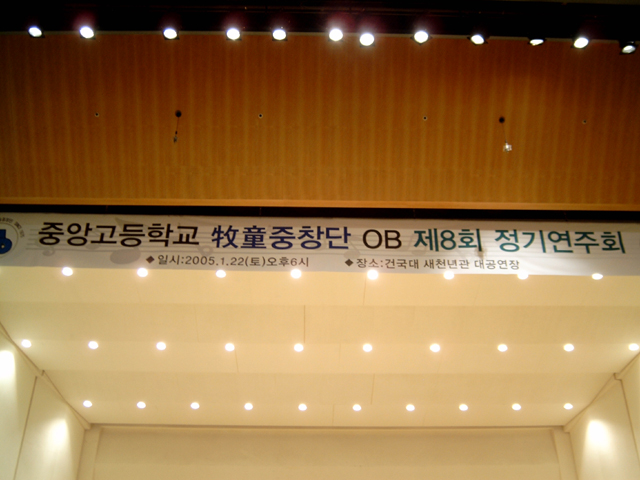 중앙고등학교 牧童중창단 OB 제8회 정기연주회
◆일시:2005.1.22(토)오후6시 ◆장소:건국대 새천년관 대공연장